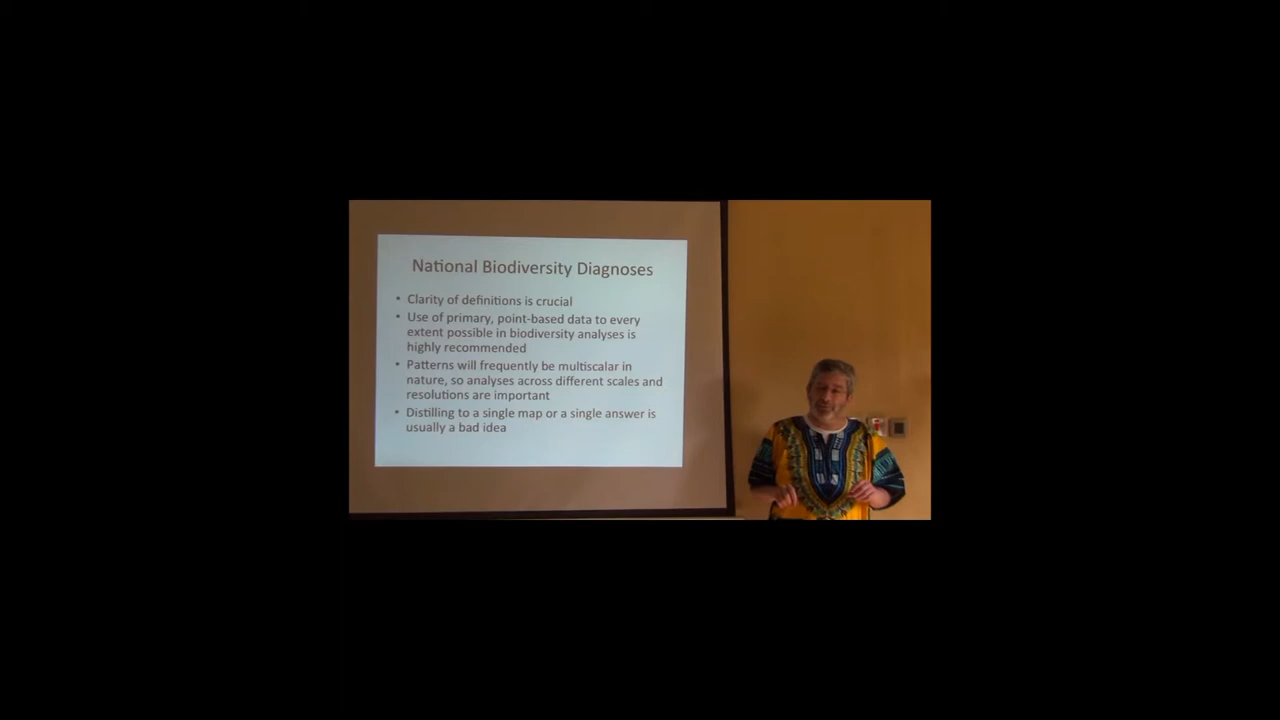 National Biodiversity Diagnoses
• Clarity of definitions is crucial
• Use of primary, point-based data to every
extent possible in biodiversity analyses is
highly recommended
• Patterns will frequently be multiscalar in
nature, so analyses across different scales and
resolutions are important
• Distilling to a single map or a single answer is
usually a bad idea